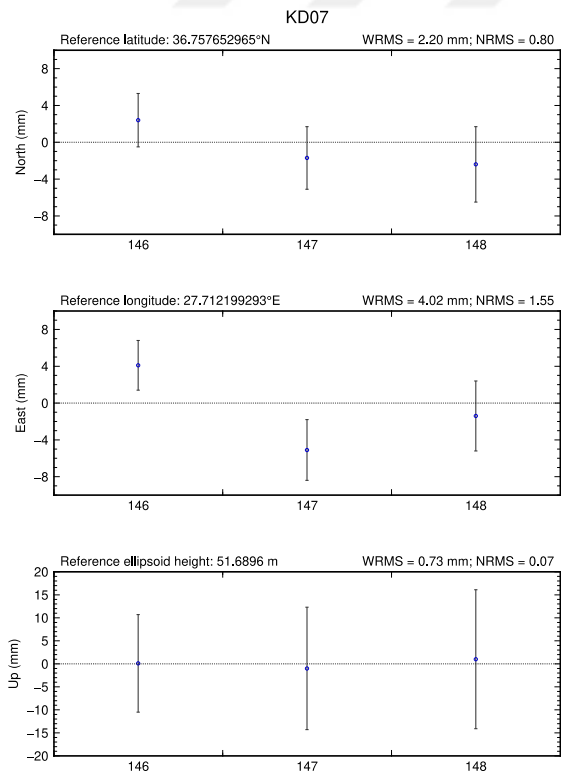 KD07
Reference latitude: 36.757652965°N WRMS = 2.20 mm; NRMS = 0.80
8
4
0
−4
−8
North (mm)
146 147 148
Reference longitude: 27.712199293°E WRMS = 4.02 mm; NRMS = 1.55
8
4
0
−4
−8
East (mm)
146 147 148
Reference ellipsoid height: 51.6896 m WRMS = 0.73 mm; NRMS = 0.07
20
15
10
5
0
−5
−10
−15
−20
Up (mm)
146 147 148